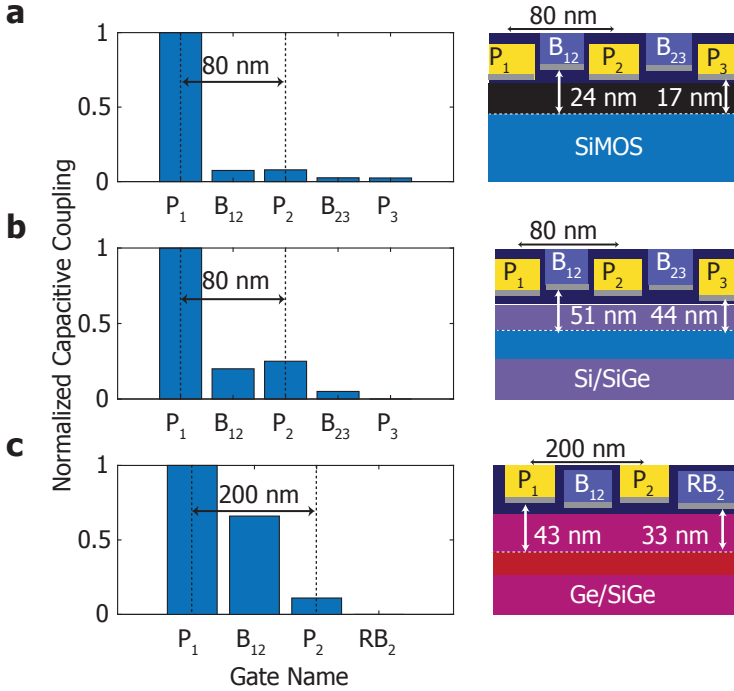 a
Normalized Capacitive Coupling
1
0.5
0
80 nm
P₁ B₁₂ P₂ B₂₃ P₃
80 nm
P₁ B₁₂ P₂ B₂₃ P₃
24 nm 17 nm
SiMOS
b
1
0.5
0
80 nm
P₁ B₁₂ P₂ B₂₃ P₃
80 nm
P₁ B₁₂ P₂ B₂₃ P₃
51 nm 44 nm
Si/SiGe
c
1
0.5
0
200 nm
P₁ B₁₂ P₂ RB₂
Gate Name
200 nm
P₁ B₁₂ P₂ RB₂
43 nm 33 nm
Ge/SiGe